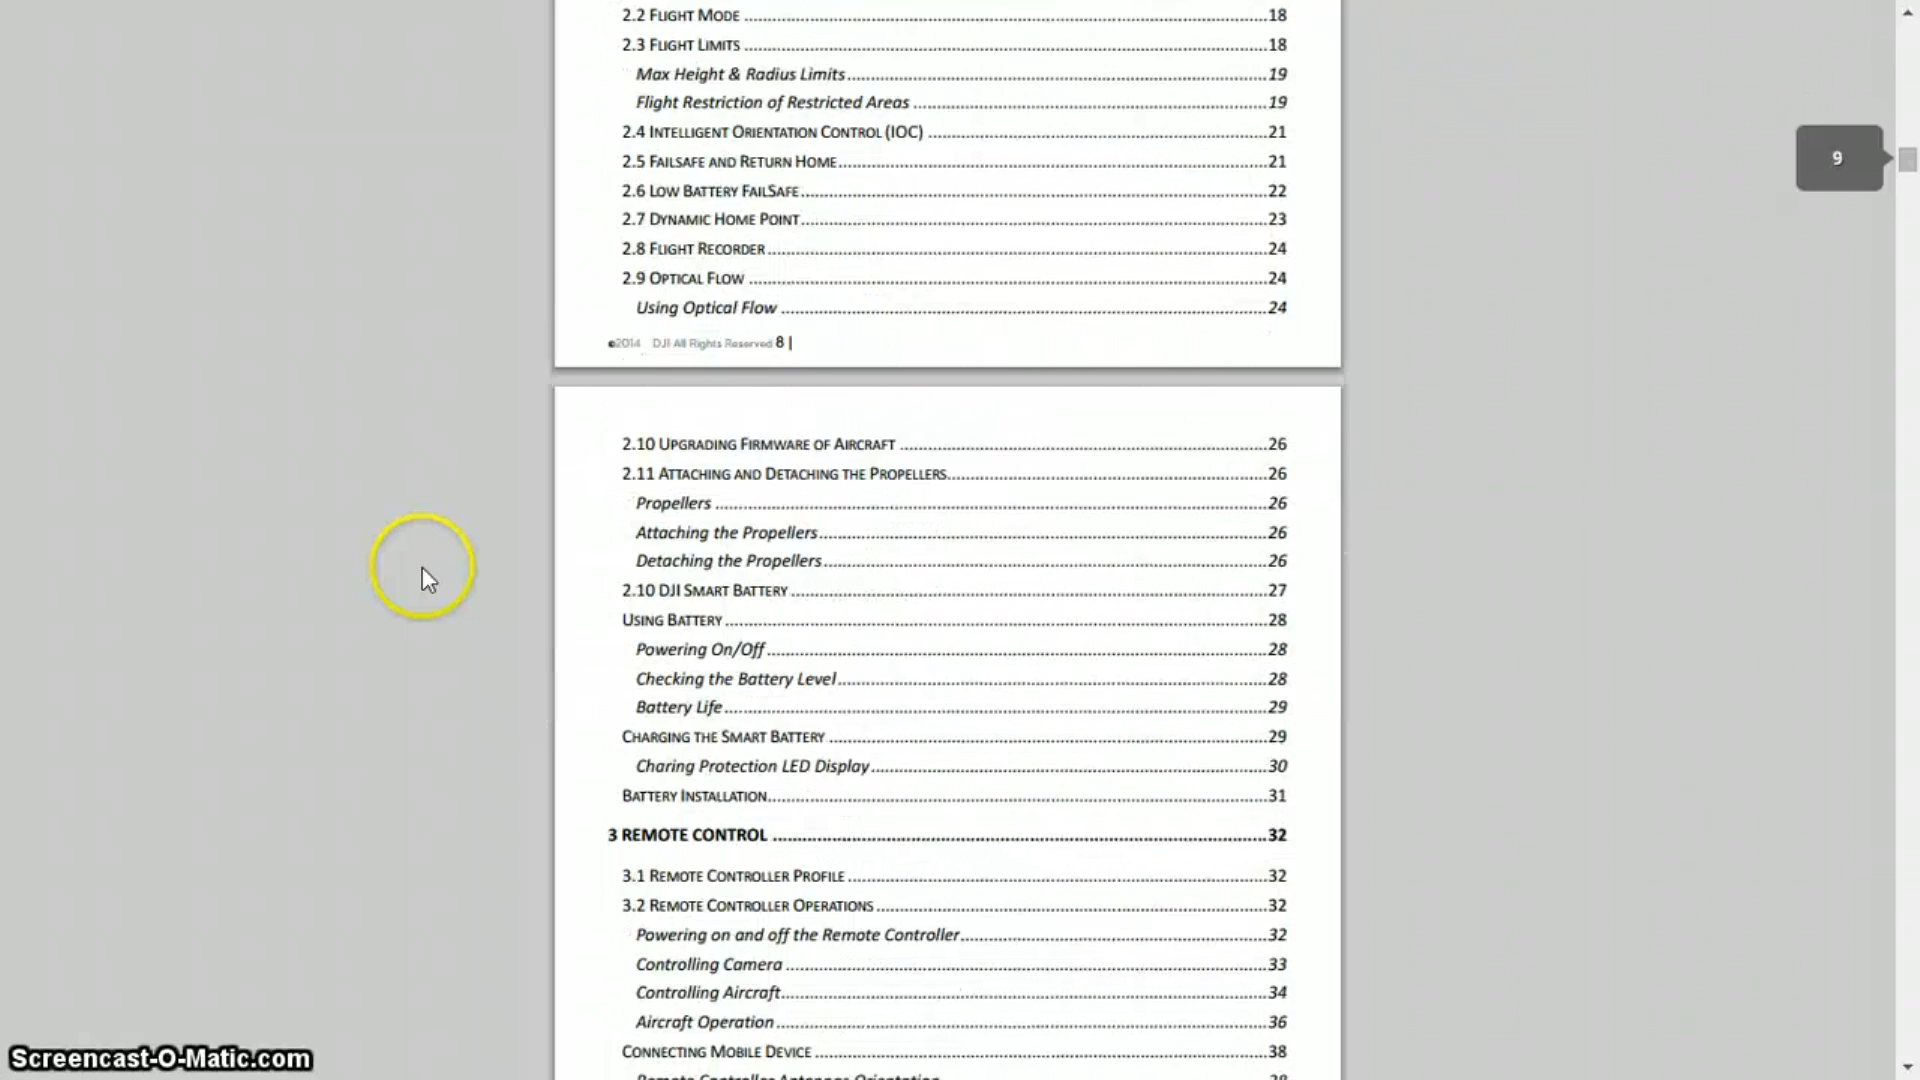 2.2 FLIGHT MODE ..... 18
2.3 FLIGHT LIMITS ..... 18
Max Height & Radius Limits ..... 19
Flight Restriction of Restricted Areas ..... 19
2.4 INTELLIGENT ORIENTATION CONTROL (IOC) ..... 21
2.5 FAILSAFE AND RETURN HOME ..... 21
2.6 LOW BATTERY FAILSAFE ..... 22
2.7 DYNAMIC HOME POINT ..... 23
2.8 FLIGHT RECORDER ..... 24
2.9 OPTICAL FLOW ..... 24
Using Optical Flow ..... 24
©2014 DJI All Rights Reserved 8 |
9
2.10 UPGRADING FIRMWARE OF AIRCRAFT ..... 26
2.11 ATTACHING AND DETACHING THE PROPELLERS ..... 26
Propellers ..... 26
Attaching the Propellers ..... 26
Detaching the Propellers ..... 26
2.10 DJI SMART BATTERY ..... 27
USING BATTERY ..... 28
Powering On/Off ..... 28
Checking the Battery Level ..... 28
Battery Life ..... 29
CHARGING THE SMART BATTERY ..... 29
Charing Protection LED Display ..... 30
BATTERY INSTALLATION ..... 31
3 REMOTE CONTROL ..... 32
3.1 REMOTE CONTROLLER PROFILE ..... 32
3.2 REMOTE CONTROLLER OPERATIONS ..... 32
Powering on and off the Remote Controller ..... 32
Controlling Camera ..... 33
Controlling Aircraft ..... 34
Aircraft Operation ..... 36
CONNECTING MOBILE DEVICE ..... 38
Remote Controller Antennas Orientation ..... 38
Screencast-O-Matic.com